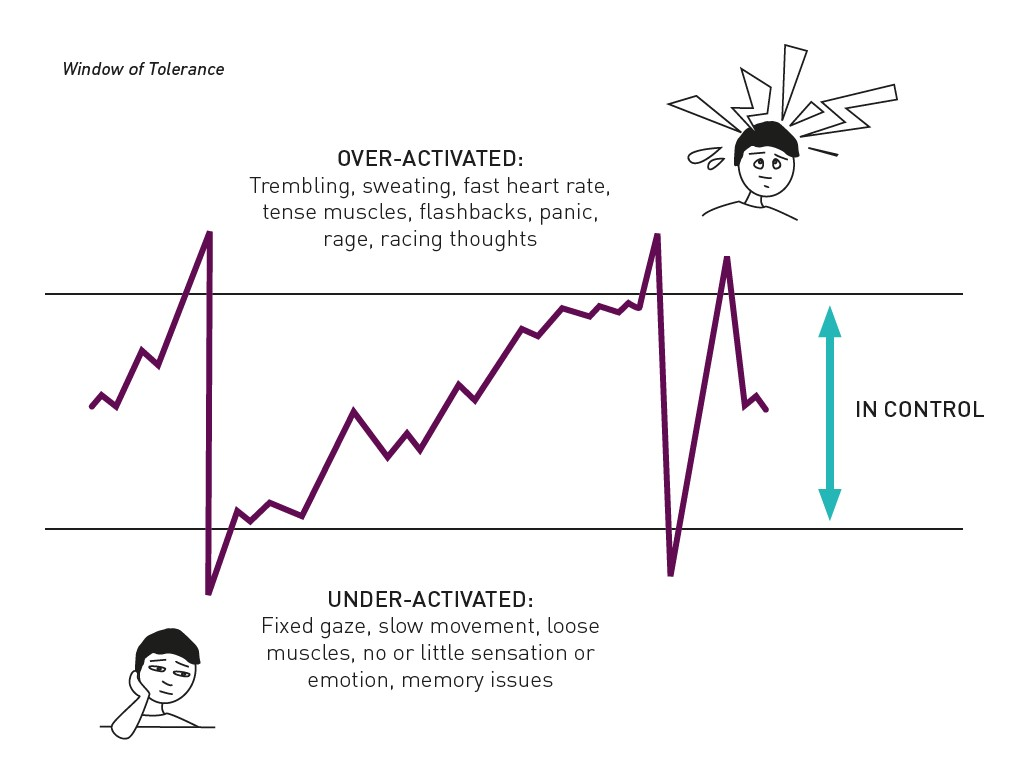 Window of Tolerance
OVER-ACTIVATED:
Trembling, sweating, fast heart rate,
tense muscles, flashbacks, panic,
rage, racing thoughts
IN CONTROL
UNDER-ACTIVATED:
Fixed gaze, slow movement, loose
muscles, no or little sensation or
emotion, memory issues